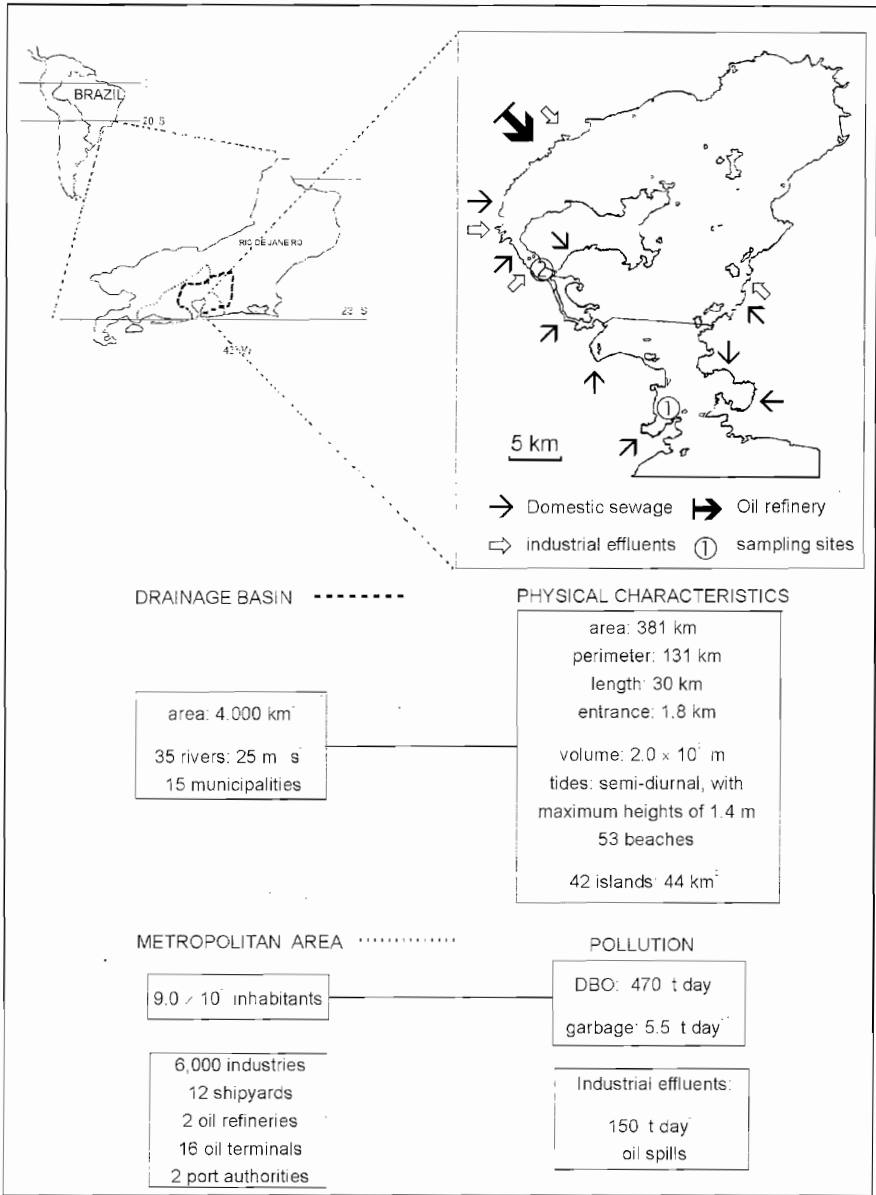 BRAZIL
20 S
RIO DE JANEIRO
23 S
43 W
1
5 km
Domestic sewage
Oil refinery
industrial effluents
1 sampling sites
DRAINAGE BASIN
PHYSICAL CHARACTERISTICS
area: 381 km
perimeter: 131 km
length: 30 km
entrance: 1.8 km
area: 4.000 km
35 rivers: 25 m s
15 municipalities
volume: 2.0 × 10 m
tides: semi-diurnal, with
maximum heights of 1.4 m
53 beaches
42 islands: 44 km²
METROPOLITAN AREA
POLLUTION
9.0 × 10 inhabitants
DBO: 470 t day
garbage: 5.5 t day
6,000 industries
12 shipyards
2 oil refineries
16 oil terminals
2 port authorities
Industrial effluents:
150 t day
oil spills